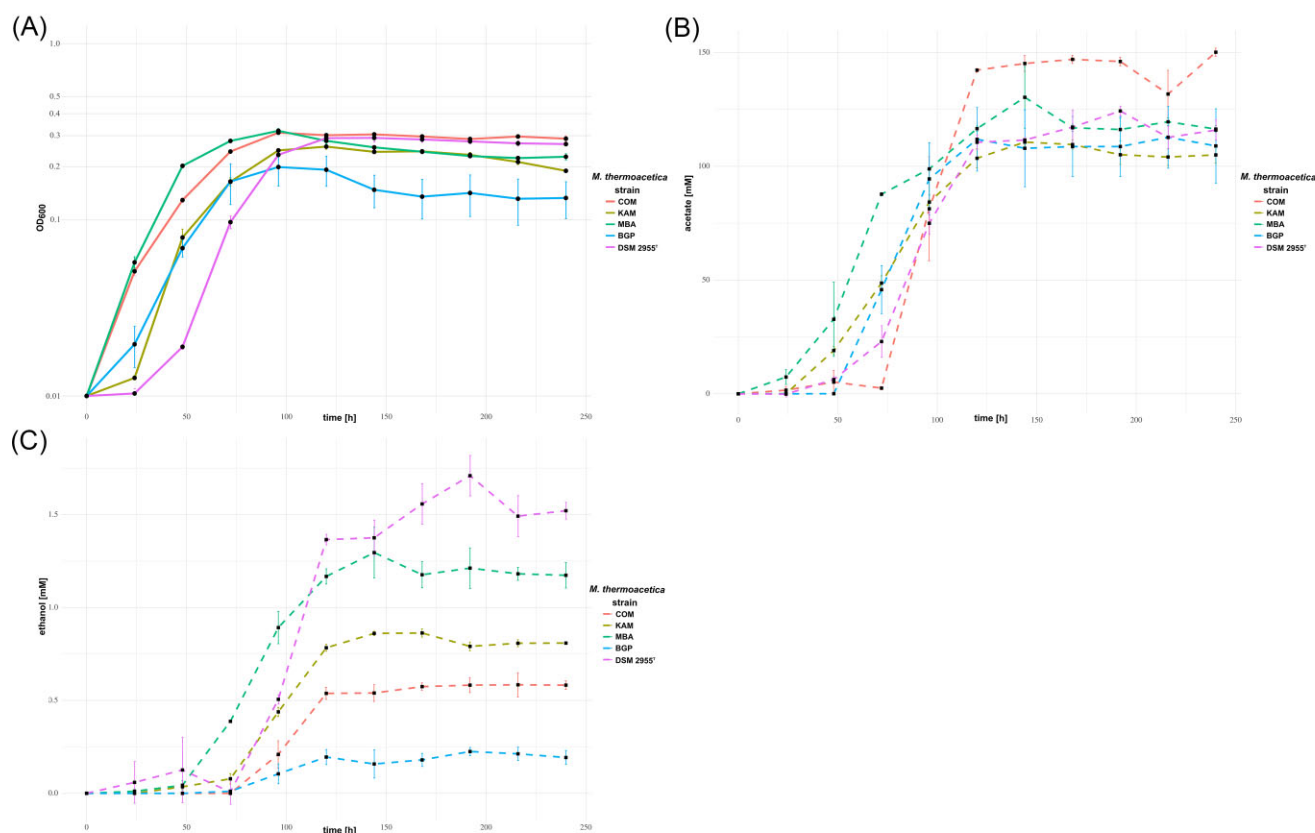 (A)
1,0
0.5
0.4
0.3
0.2
0.1
0.01
OD600
0
50
100
150
200
250
time [h]
M. thermoacetica
strain
COM
KAM
MBA
BGP
DSM 2955ᵀ
(B)
150
100
50
0
acetate [mM]
0
50
100
150
200
250
time [h]
M. thermoacetica
strain
COM
KAM
MBA
BGP
DSM 2955ᵀ
(C)
1.5
1.0
0.5
0.0
ethanol [mM]
0
50
100
150
200
250
time [h]
M. thermoacetica
strain
COM
KAM
MBA
BGP
DSM 2955ᵀ